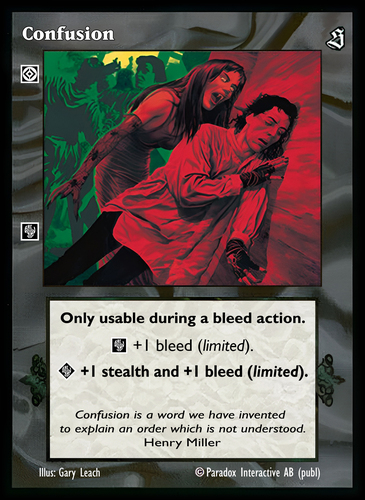 Confusion
Only usable during a bleed action.
+1 bleed (limited).
+1 stealth and +1 bleed (limited).
Confusion is a word we have invented
to explain an order which is not understood.
Henry Miller
Illus: Gary Leach
© Paradox Interactive AB (publ)